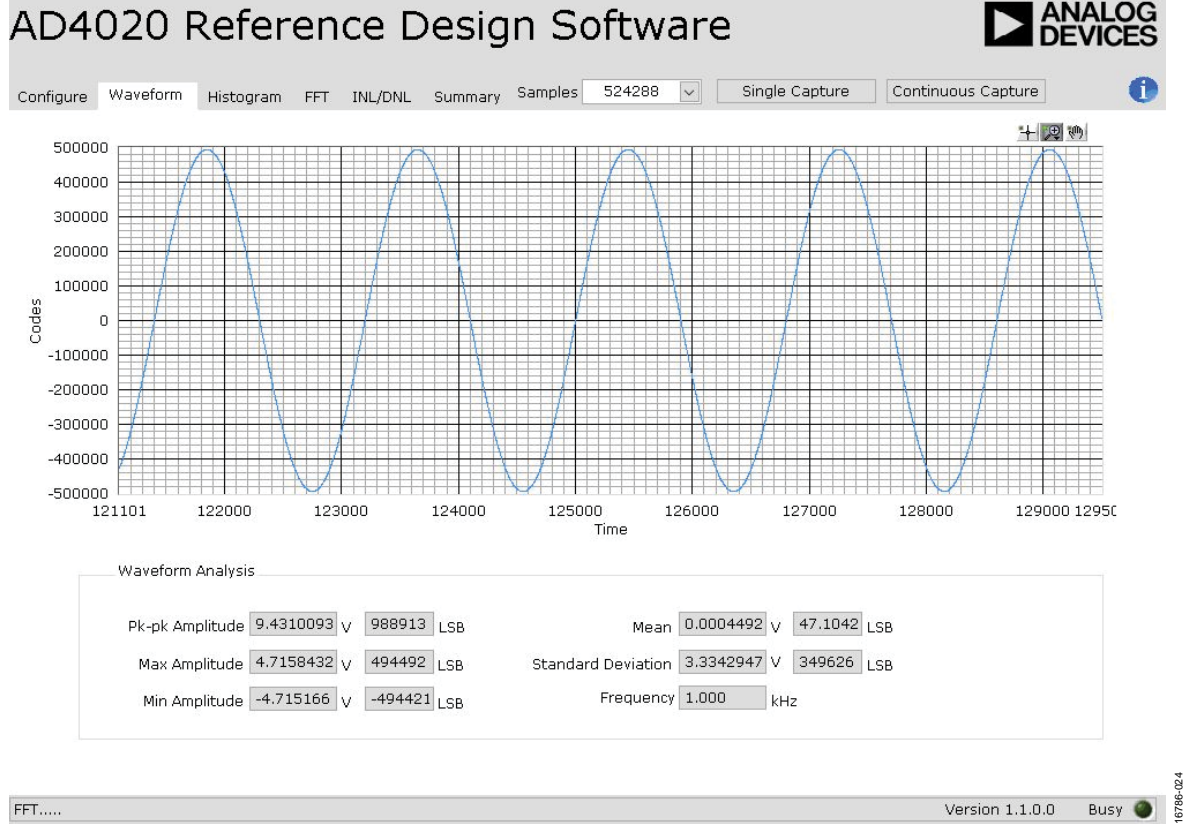 AD4020 Reference Design Software
ANALOG
DEVICES
Configure Waveform Histogram FFT INL/DNL Summary Samples 524288 Single Capture Continuous Capture
500000
400000
300000
200000
100000
0
-100000
-200000
-300000
-400000
-500000
Codes
121101 122000 123000 124000 125000 126000 127000 128000 129000 12950
Time
Waveform Analysis
Pk-pk Amplitude 9.4310093 V 988913 LSB
Mean 0.0004492 V 47.1042 LSB
Max Amplitude 4.7158432 V 494492 LSB
Standard Deviation 3.3342947 V 349626 LSB
Min Amplitude -4.715166 V -494421 LSB
Frequency 1.000 kHz
FFT.....
Version 1.1.0.0 Busy
16786-024